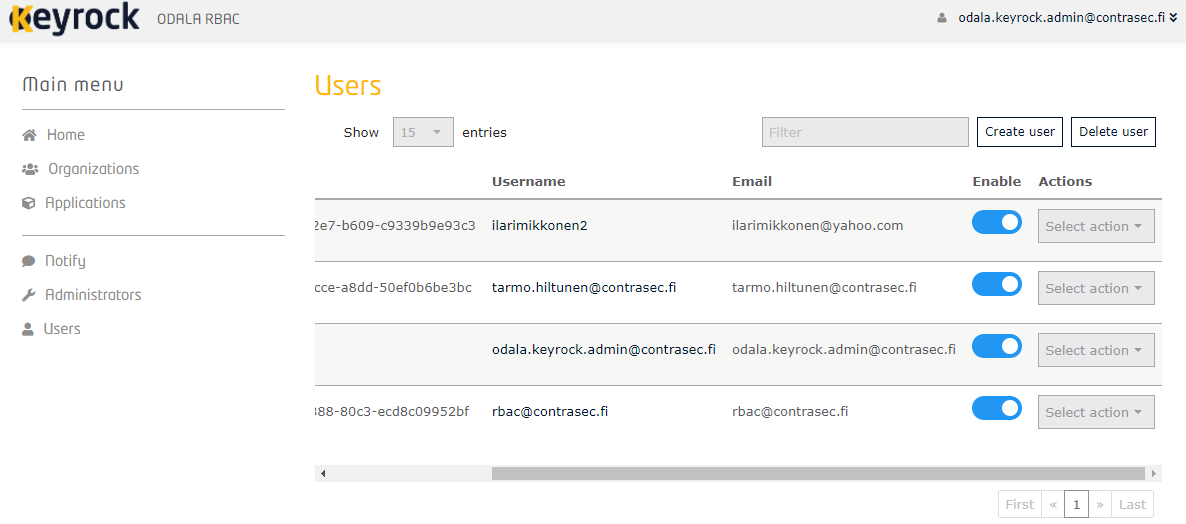 Keyrock ODALA RBAC odala.keyrock.admin@contrasec.fi
Main menu
Home
Organizations
Applications
Notify
Administrators
Users
Users
Show 15 entries Filter Create user Delete user
Username Email Enable Actions
2e7-b609-c9339b9e93c3 ilarimikkonen2 ilarimikkonen@yahoo.com Select action
cce-a8dd-50ef0b6be3bc tarmo.hiltunen@contrasec.fi tarmo.hiltunen@contrasec.fi Select action
odala.keyrock.admin@contrasec.fi odala.keyrock.admin@contrasec.fi Select action
388-80c3-ecd8c09952bf rbac@contrasec.fi rbac@contrasec.fi Select action
First « 1 » Last